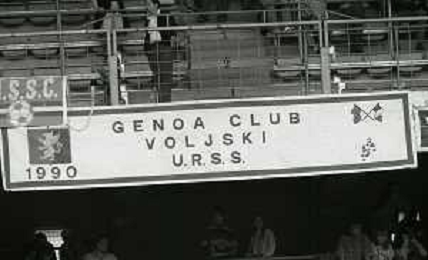 .S.S.C.
GENOA CLUB
VOLJSKI
U.R.S.S.
1990